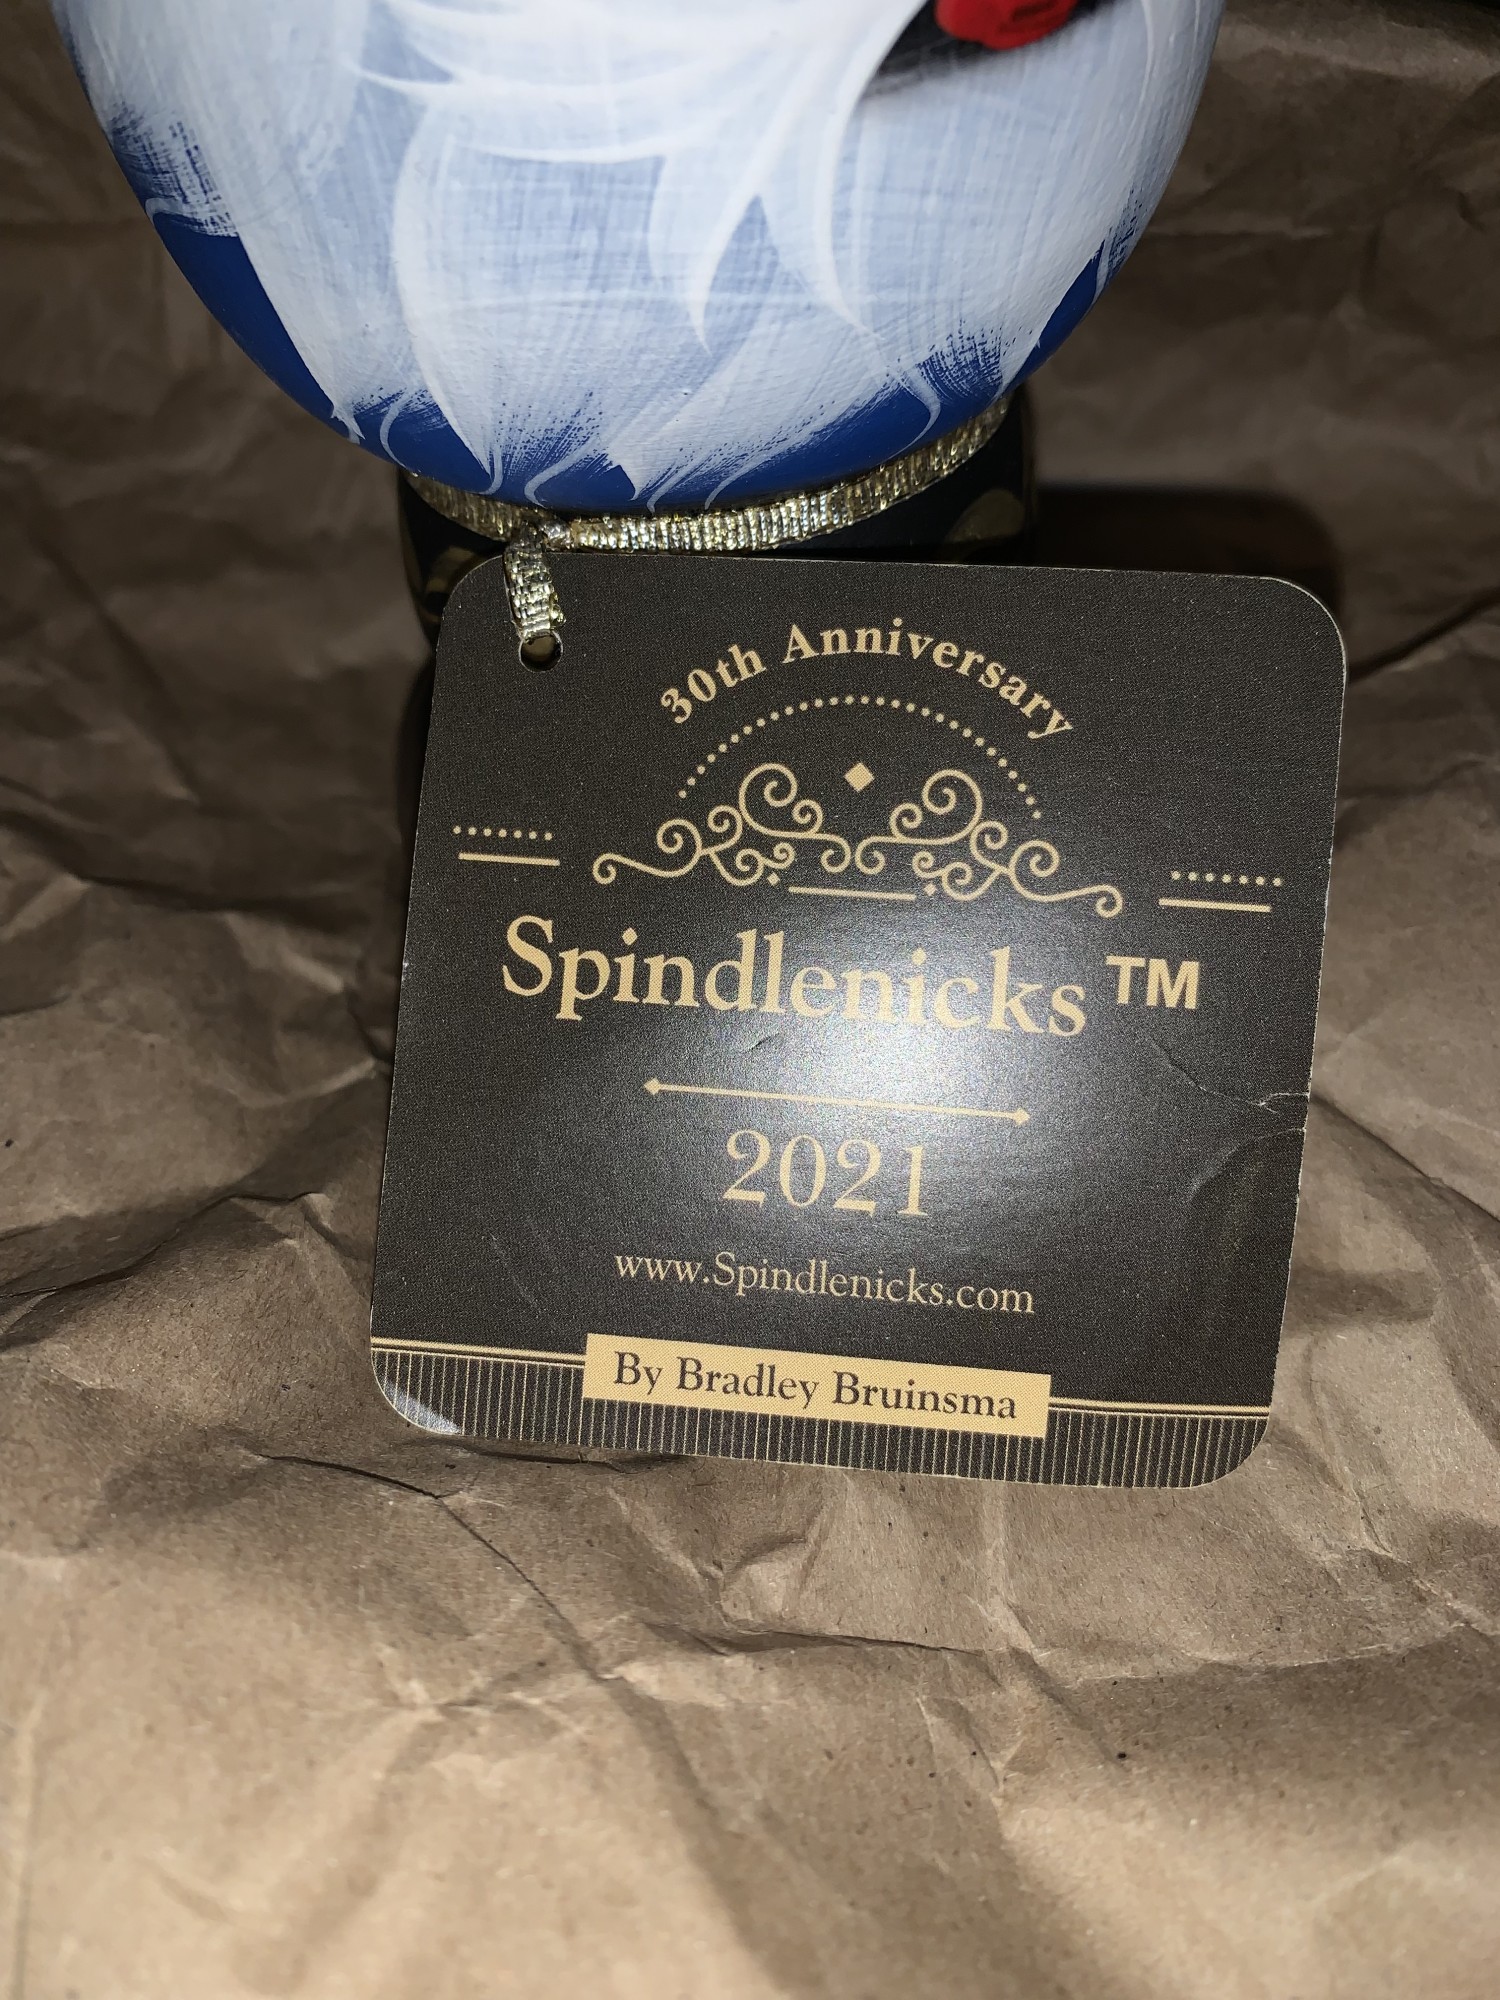 30th Anniversary
Spindlenicks™
2021
www.Spindlenicks.com
By Bradley Bruinsma